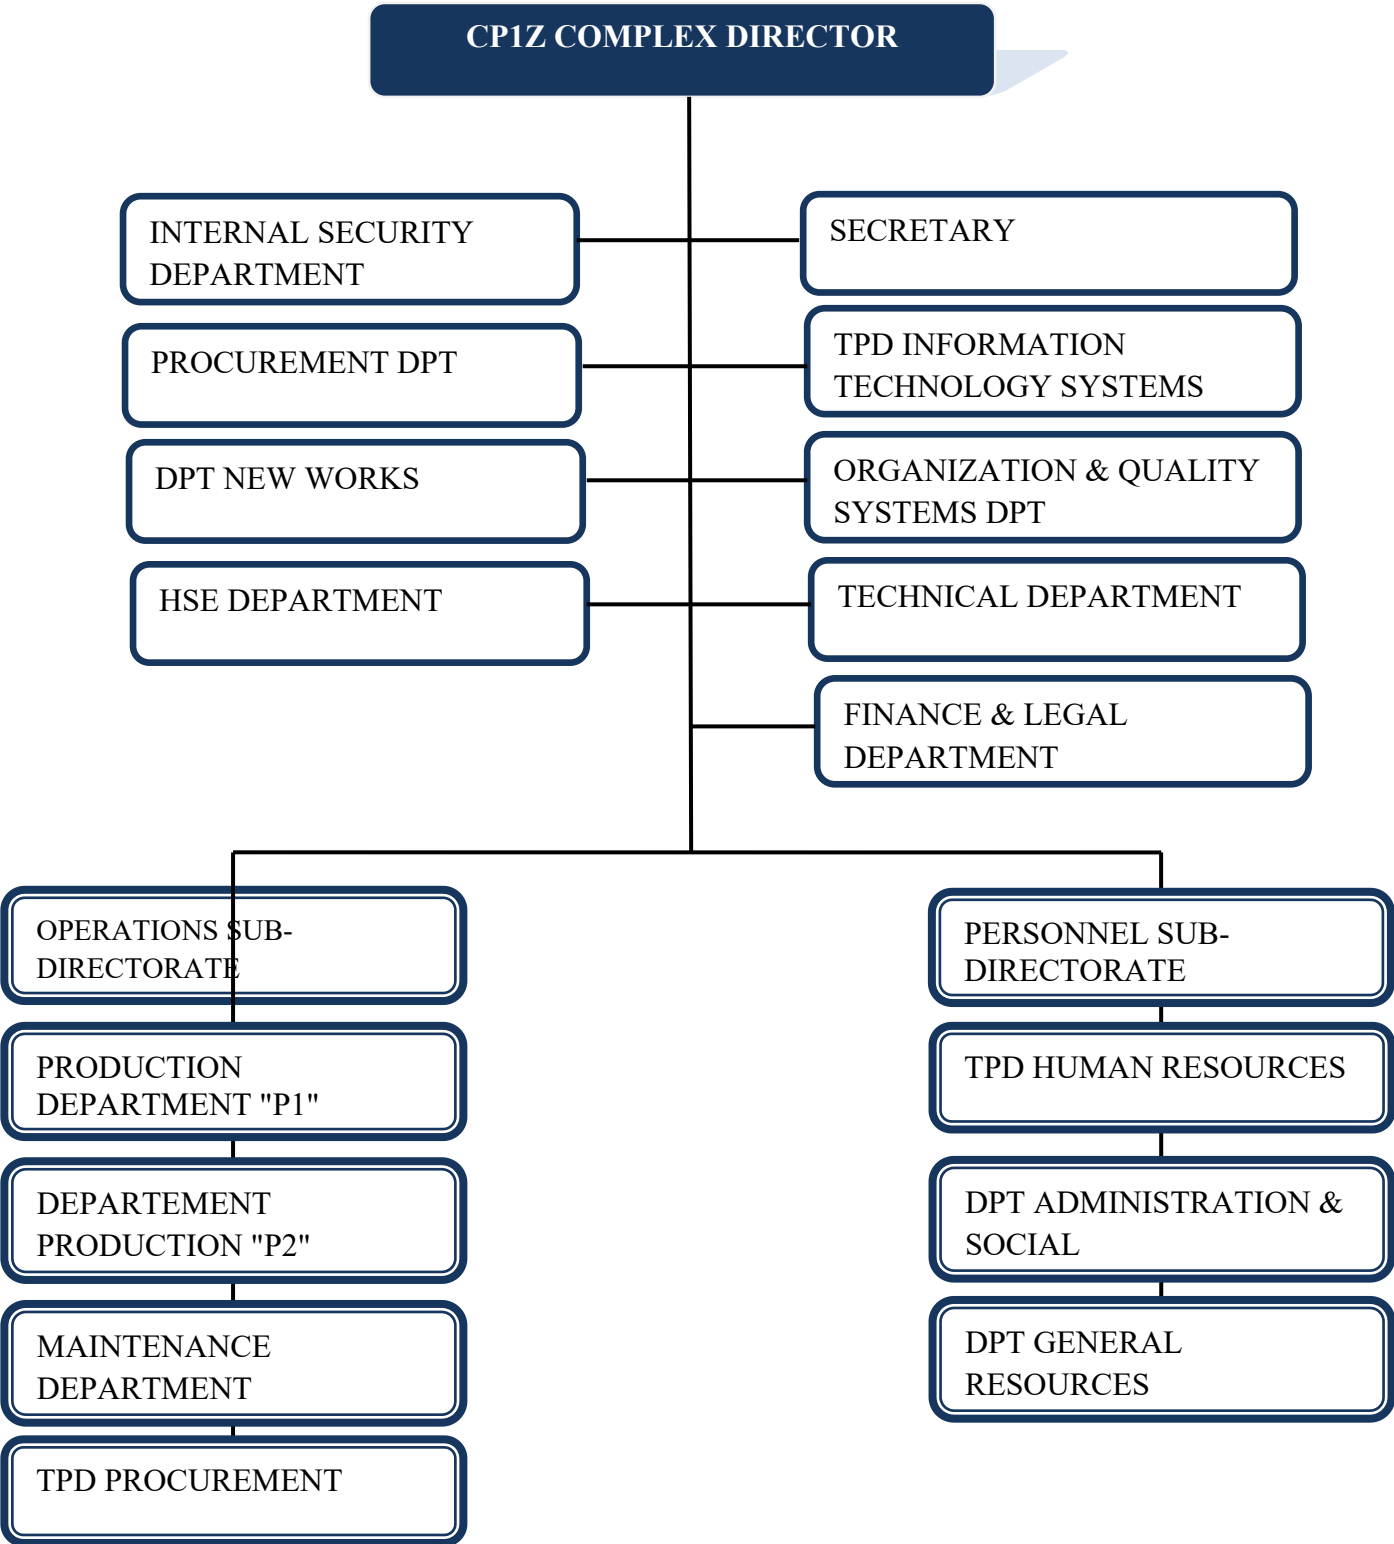 CP1Z COMPLEX DIRECTOR
INTERNAL SECURITY
DEPARTMENT
SECRETARY
PROCUREMENT DPT
TPD INFORMATION
TECHNOLOGY SYSTEMS
DPT NEW WORKS
ORGANIZATION & QUALITY
SYSTEMS DPT
HSE DEPARTMENT
TECHNICAL DEPARTMENT
FINANCE & LEGAL
DEPARTMENT
OPERATIONS SUB-
DIRECTORATE
PRODUCTION
DEPARTMENT "P1"
DEPARTEMENT
PRODUCTION "P2"
MAINTENANCE
DEPARTMENT
TPD PROCUREMENT
PERSONNEL SUB-
DIRECTORATE
TPD HUMAN RESOURCES
DPT ADMINISTRATION &
SOCIAL
DPT GENERAL
RESOURCES